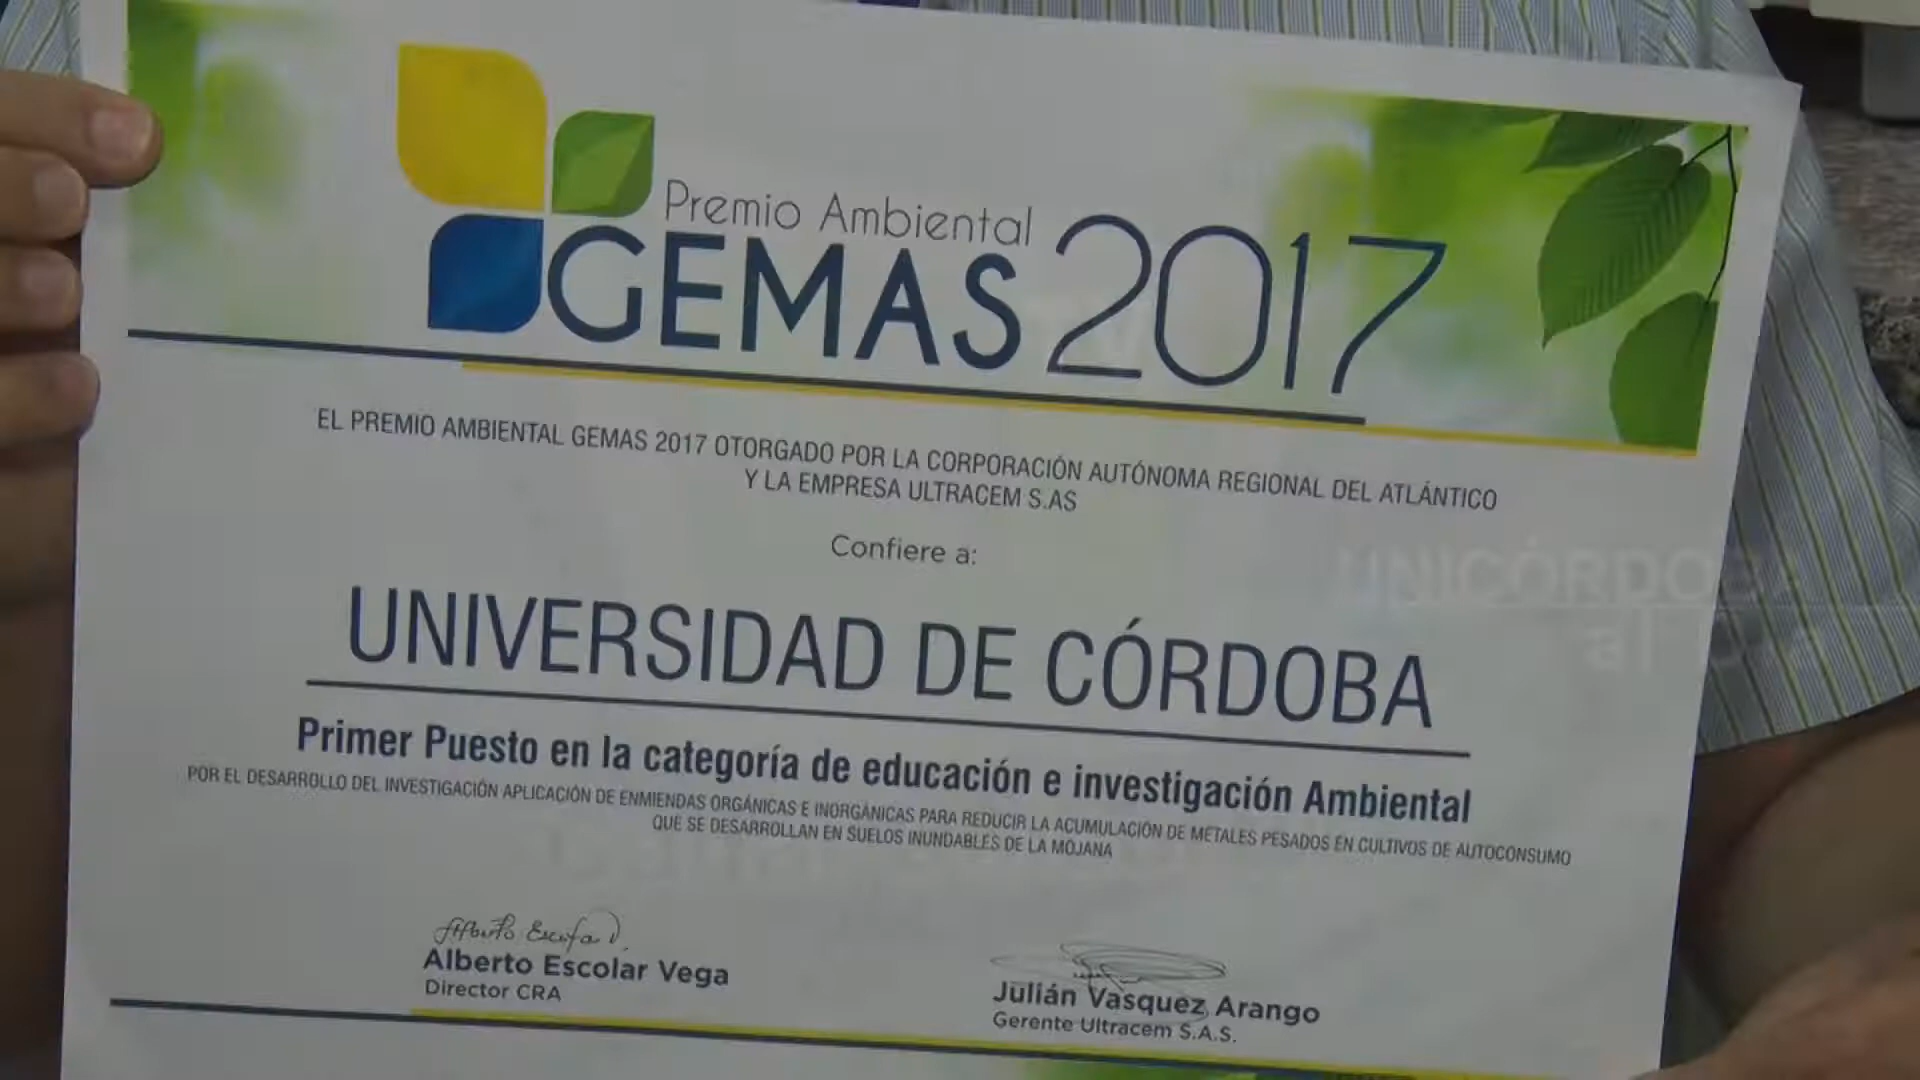 Premio Ambiental
GEMAS 2017
EL PREMIO AMBIENTAL GEMAS 2017 OTORGADO POR LA CORPORACIÓN AUTÓNOMA REGIONAL DEL ATLÁNTICO
Y LA EMPRESA ULTRACEM S.AS
Confiere a:
UNICÓRDOBA
al
UNIVERSIDAD DE CÓRDOBA
Primer Puesto en la categoría de educación e investigación Ambiental
POR EL DESARROLLO DEL INVESTIGACIÓN APLICACIÓN DE ENMIENDAS ORGÁNICAS E INORGÁNICAS PARA REDUCIR LA ACUMULACIÓN DE METALES PESADOS EN CULTIVOS DE AUTOCONSUMO
QUE SE DESARROLLAN EN SUELOS INUNDABLES DE LA MOJANA
Alberto Escolar Vega
Director CRA
Julián Vasquez Arango
Gerente Ultracem S.A.S.